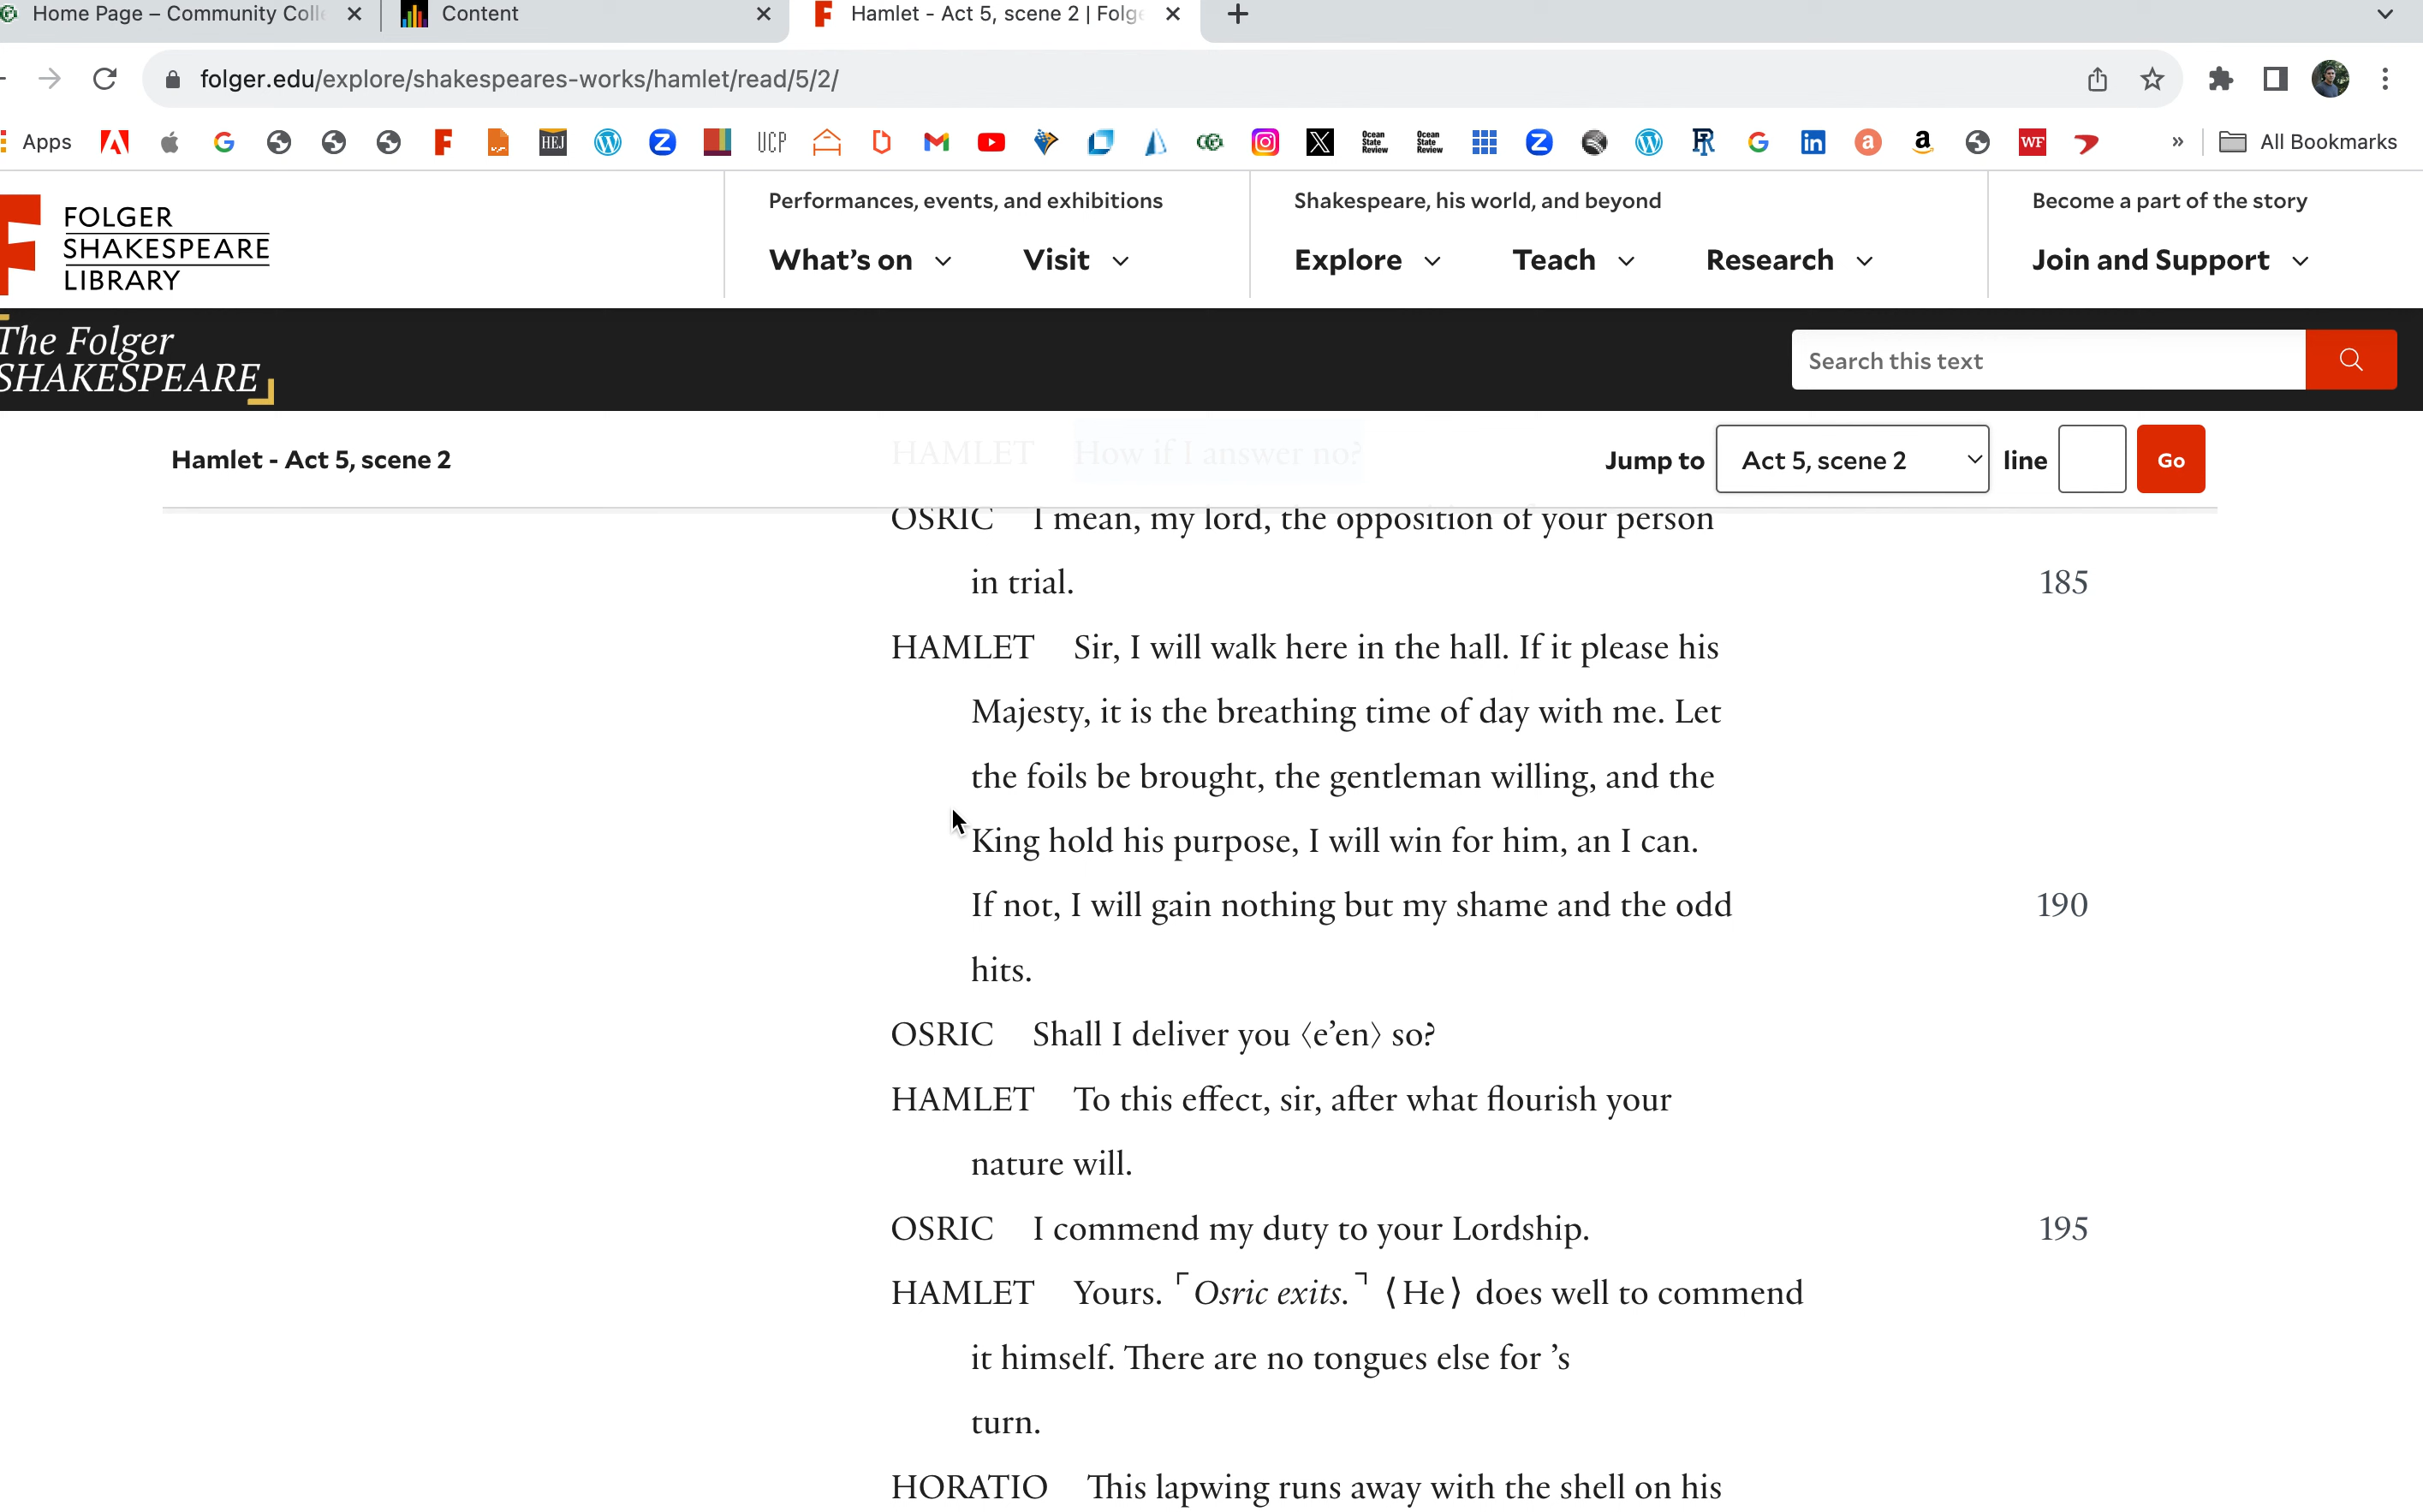 Home Page – Community Coll
Content
Hamlet - Act 5, scene 2 | Folg
folger.edu/explore/shakespeares-works/hamlet/read/5/2/
Apps
HEJ
UCP
Ocean State Review
Ocean State Review
WF
All Bookmarks
FOLGER
SHAKESPEARE
LIBRARY
Performances, events, and exhibitions
What’s on
Visit
Shakespeare, his world, and beyond
Explore
Teach
Research
Become a part of the story
Join and Support
The Folger
SHAKESPEARE
Search this text
Hamlet - Act 5, scene 2
Jump to Act 5, scene 2 line Go
HAMLET How if I answer no?
OSRIC I mean, my lord, the opposition of your person
in trial. 185
HAMLET Sir, I will walk here in the hall. If it please his
Majesty, it is the breathing time of day with me. Let
the foils be brought, the gentleman willing, and the
King hold his purpose, I will win for him, an I can.
If not, I will gain nothing but my shame and the odd 190
hits.
OSRIC Shall I deliver you ⟨e’en⟩ so?
HAMLET To this effect, sir, after what flourish your
nature will.
OSRIC I commend my duty to your Lordship. 195
HAMLET Yours. ⌜Osric exits.⌝ ⟨He⟩ does well to commend
it himself. There are no tongues else for ’s
turn.
HORATIO This lapwing runs away with the shell on his